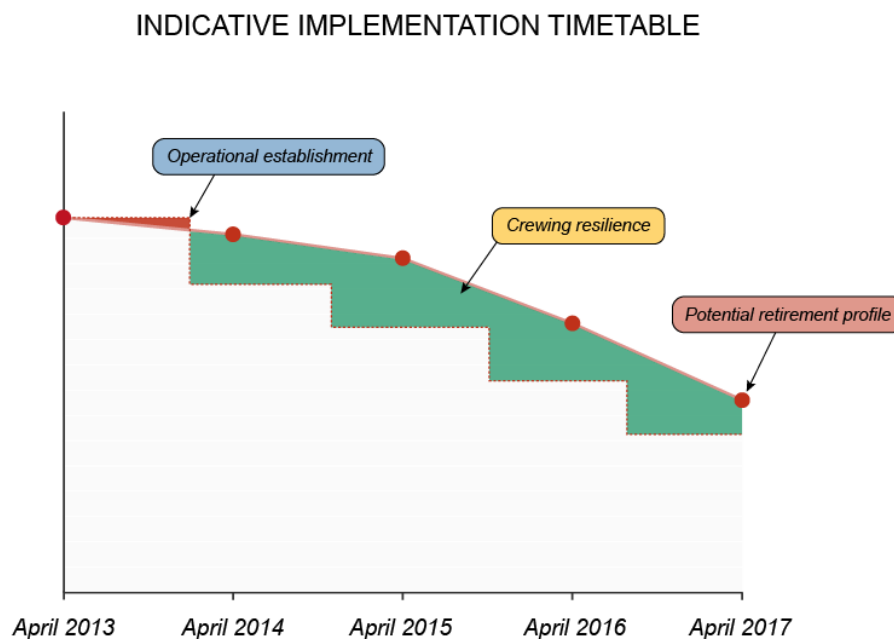 INDICATIVE IMPLEMENTATION TIMETABLE
Operational establishment
Crewing resilience
Potential retirement profile
April 2013
April 2014
April 2015
April 2016
April 2017